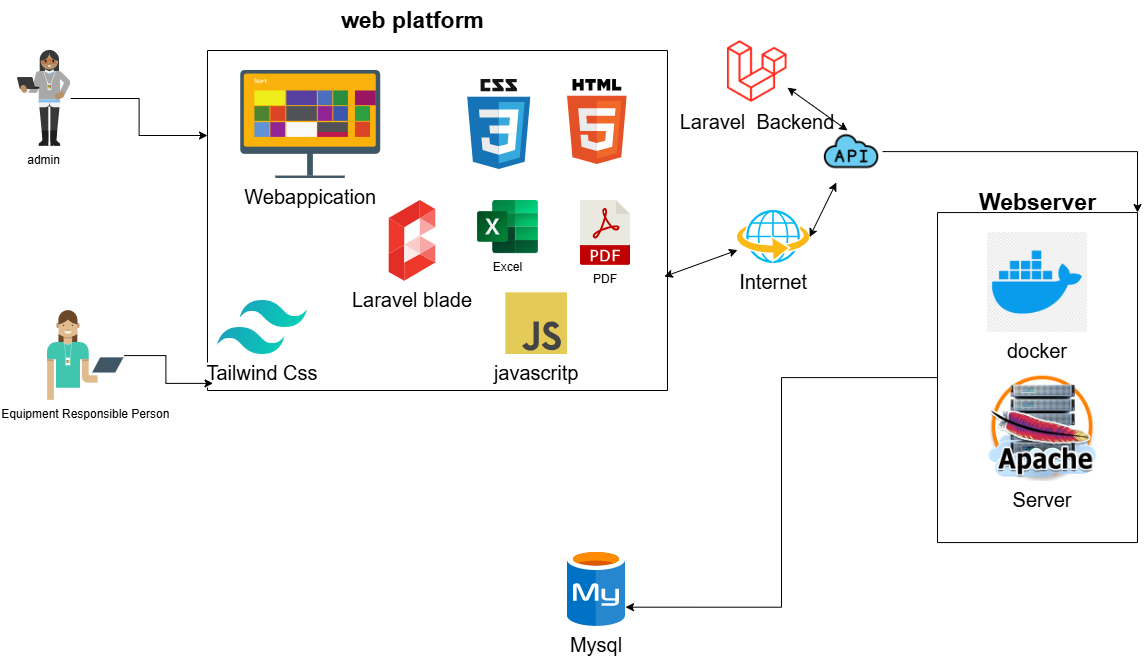 web platform
Start
CSS
3
HTML
5
Laravel Backend
API
admin
Webappication
Webserver
X
Excel
PDF
PDF
Internet
Laravel blade
docker
JS
Tailwind Css
javascritp
Equipment Responsible Person
Apache
Server
My
Mysql